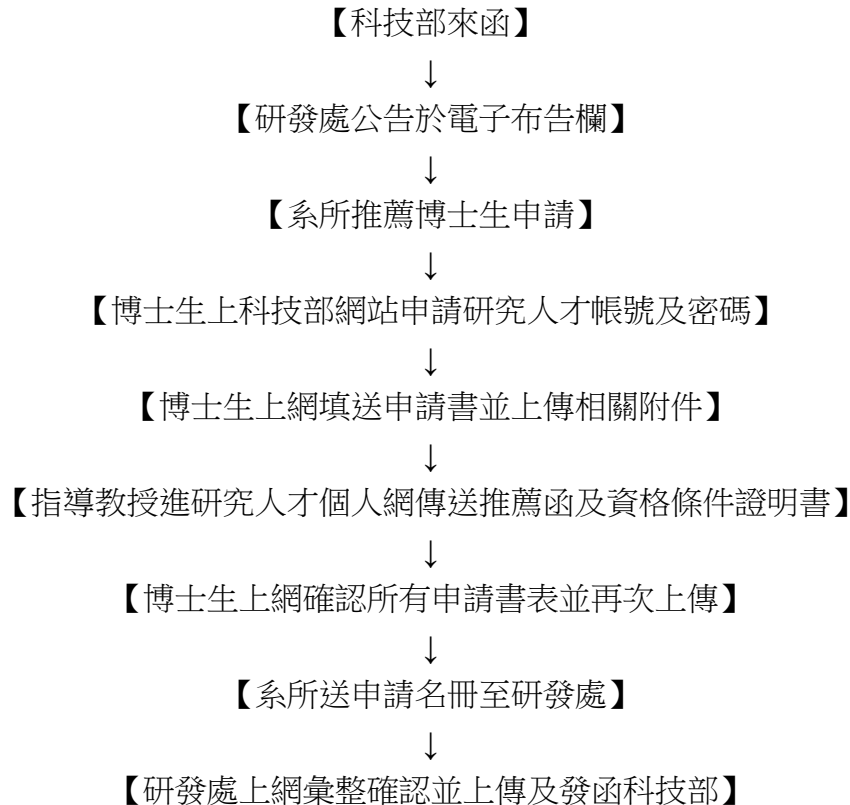 【科技部來函】
↓
【研發處公告於電子布告欄】
↓
【系所推薦博士生申請】
↓
【博士生上科技部網站申請研究人才帳號及密碼】
↓
【博士生上網填送申請書並上傳相關附件】
↓
【指導教授進研究人才個人網傳送推薦函及資格條件證明書】
↓
【博士生上網確認所有申請書表並再次上傳】
↓
【系所送申請名冊至研發處】
↓
【研發處上網彙整確認並上傳及發函科技部】